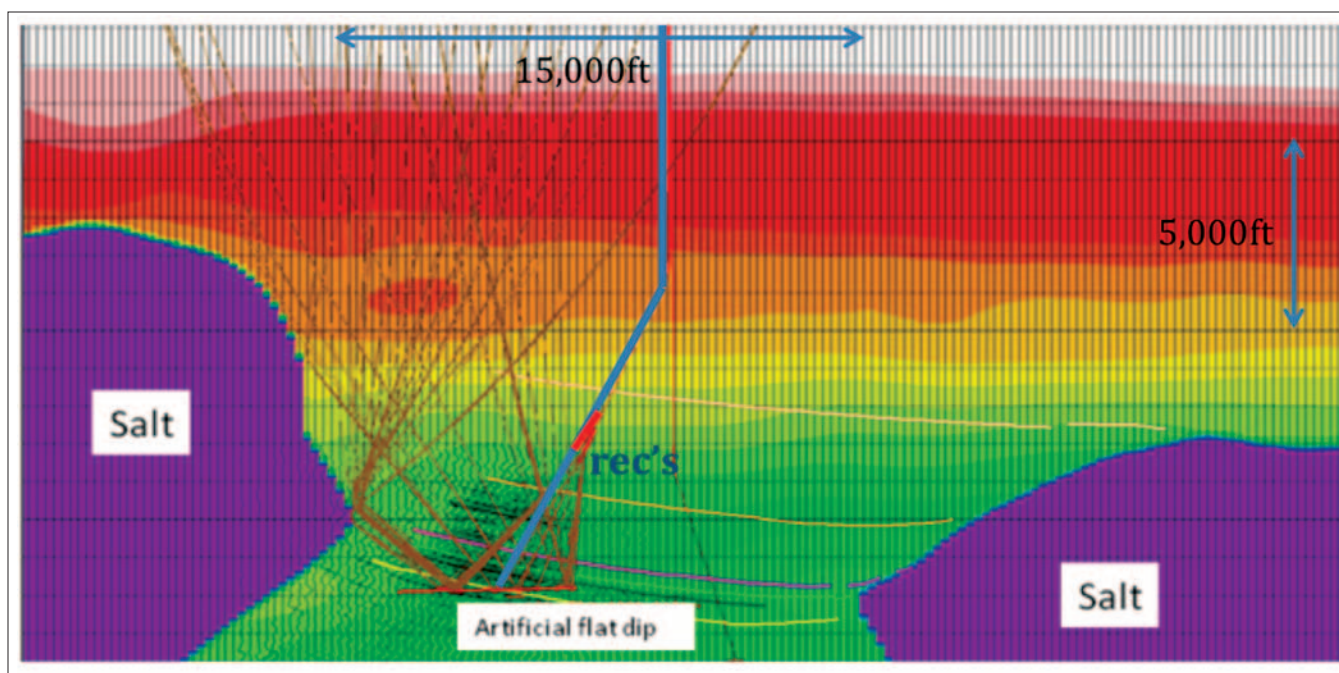 15,000ft
5,000ft
Salt
rec's
Salt
Artificial flat dip